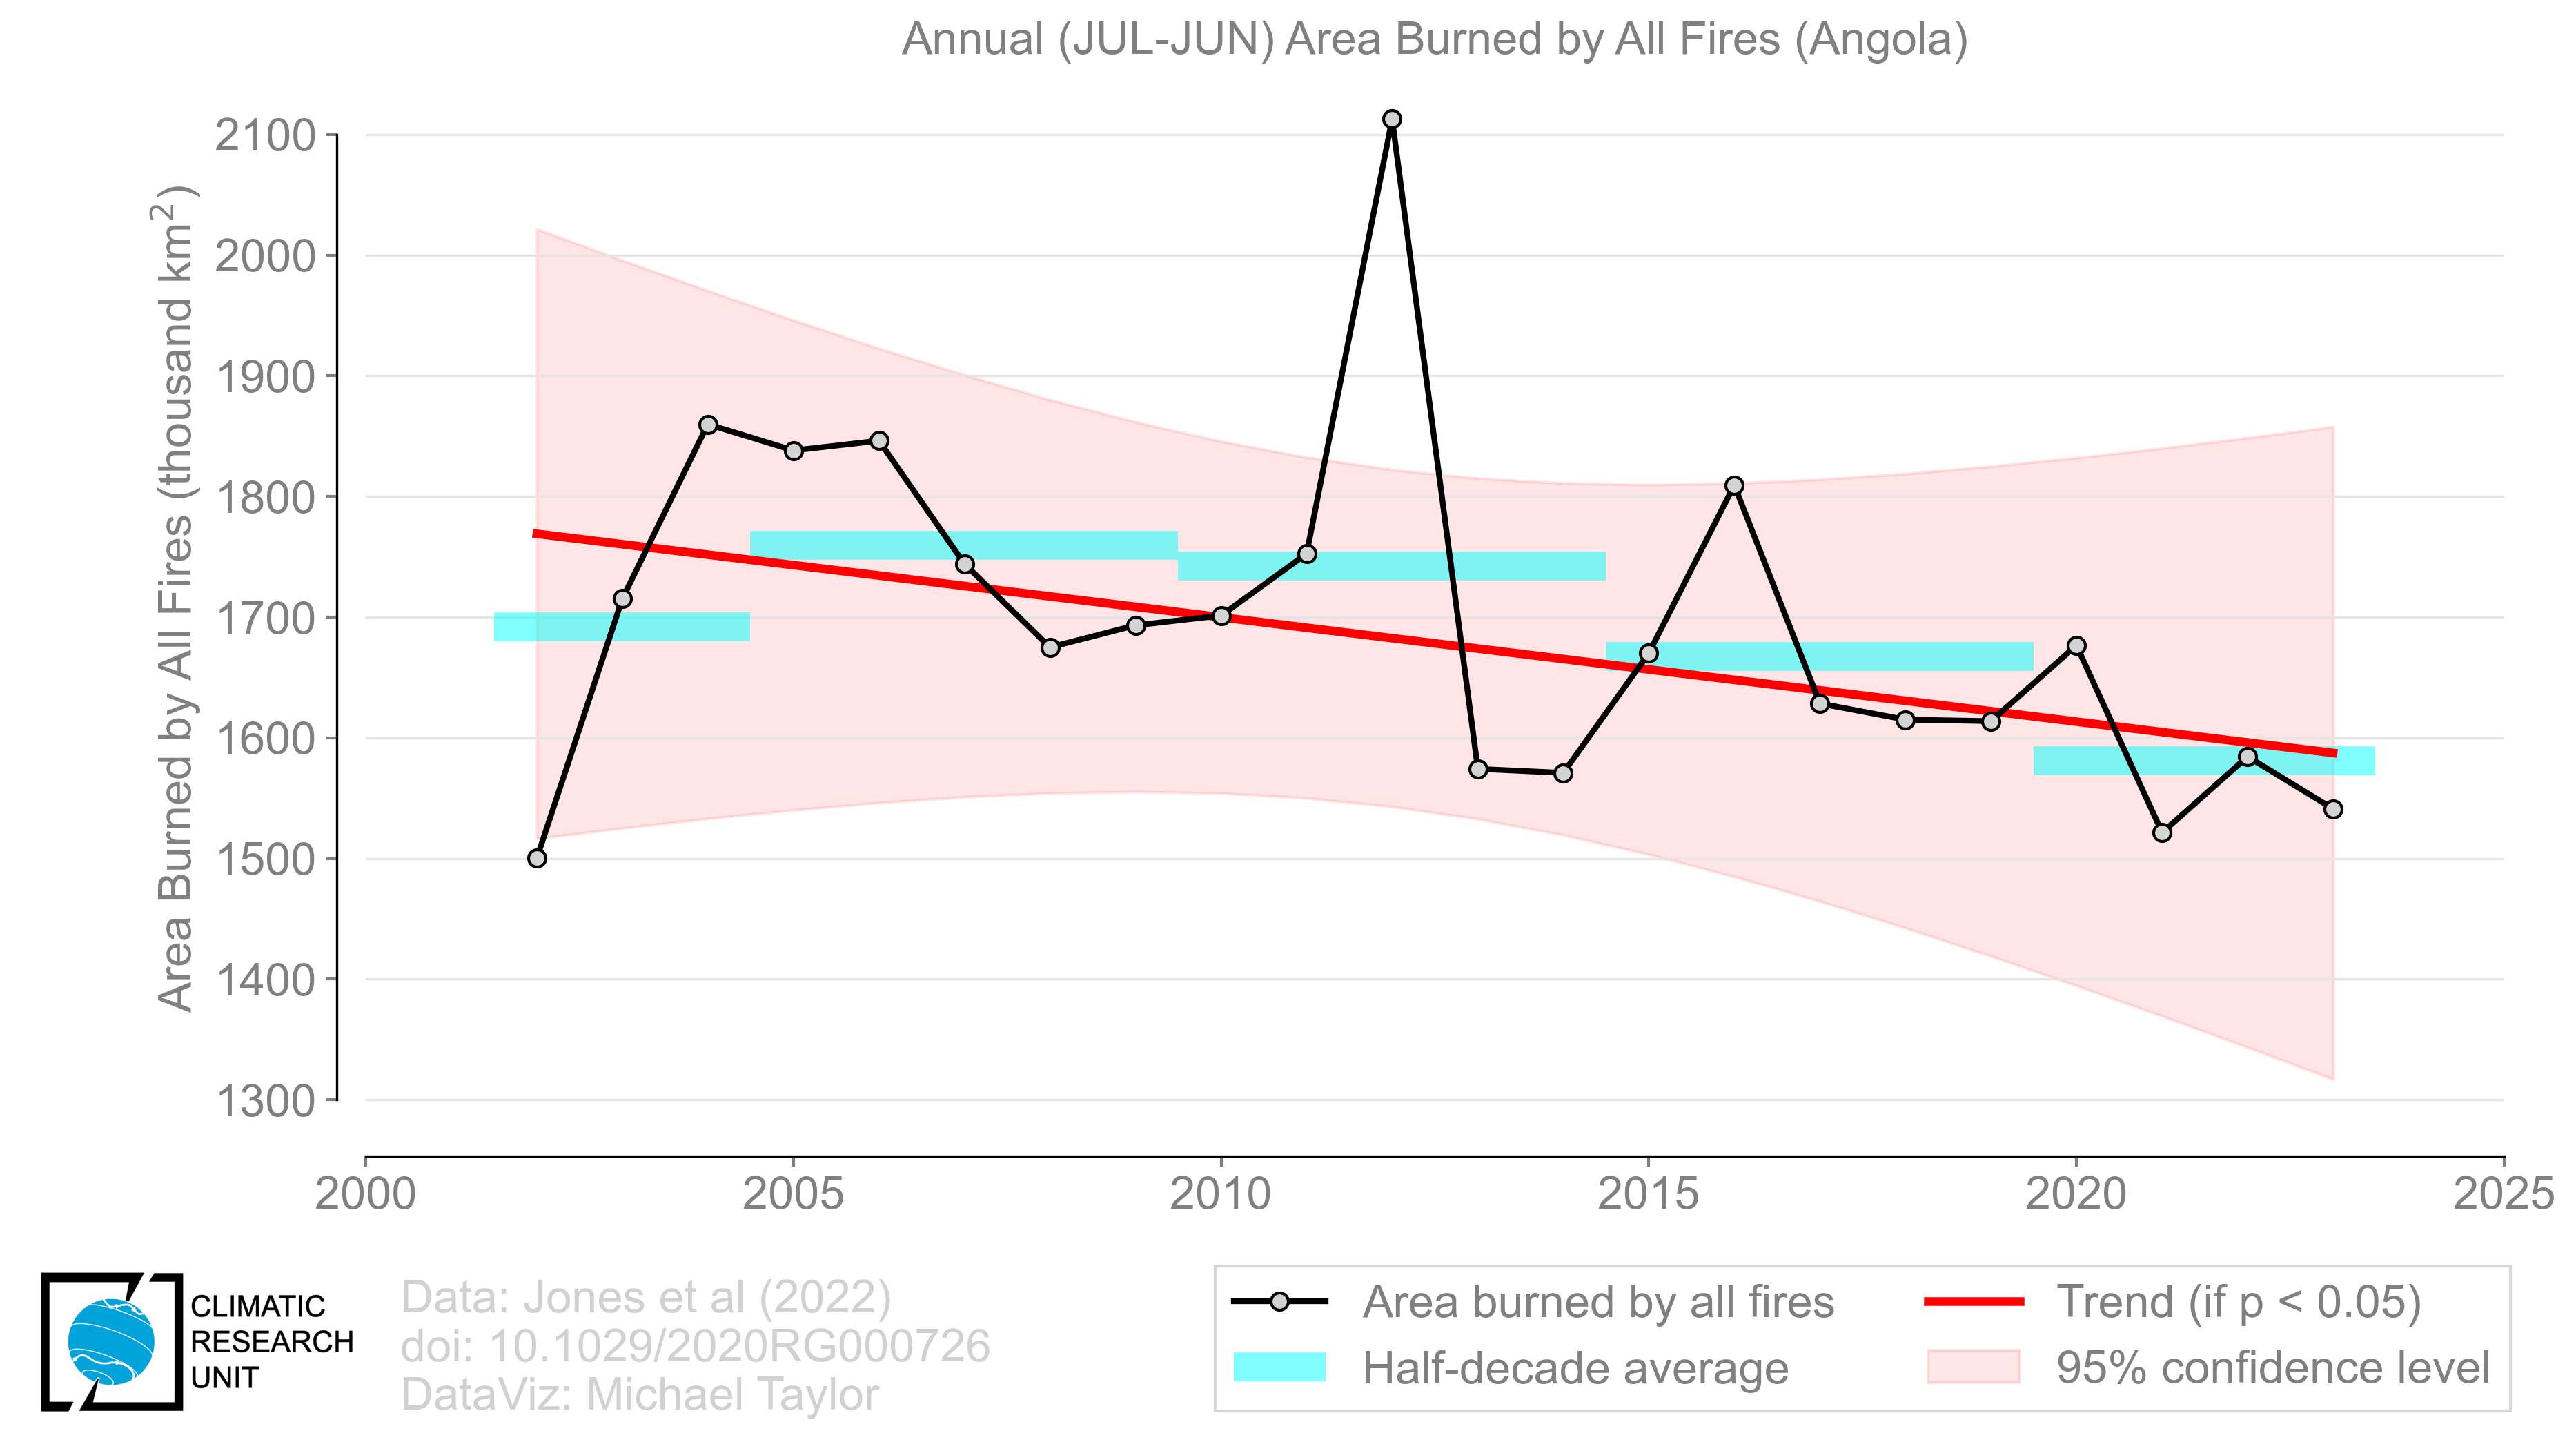 Annual (JUL-JUN) Area Burned by All Fires (Angola)
Area Burned by All Fires (thousand km²)
2100
2000
1900
1800
1700
1600
1500
1400
1300
2000 2005 2010 2015 2020 2025
CLIMATIC
RESEARCH
UNIT
Data: Jones et al (2022)
doi: 10.1029/2020RG000726
DataViz: Michael Taylor
Area burned by all fires
Half-decade average
Trend (if p < 0.05)
95% confidence level